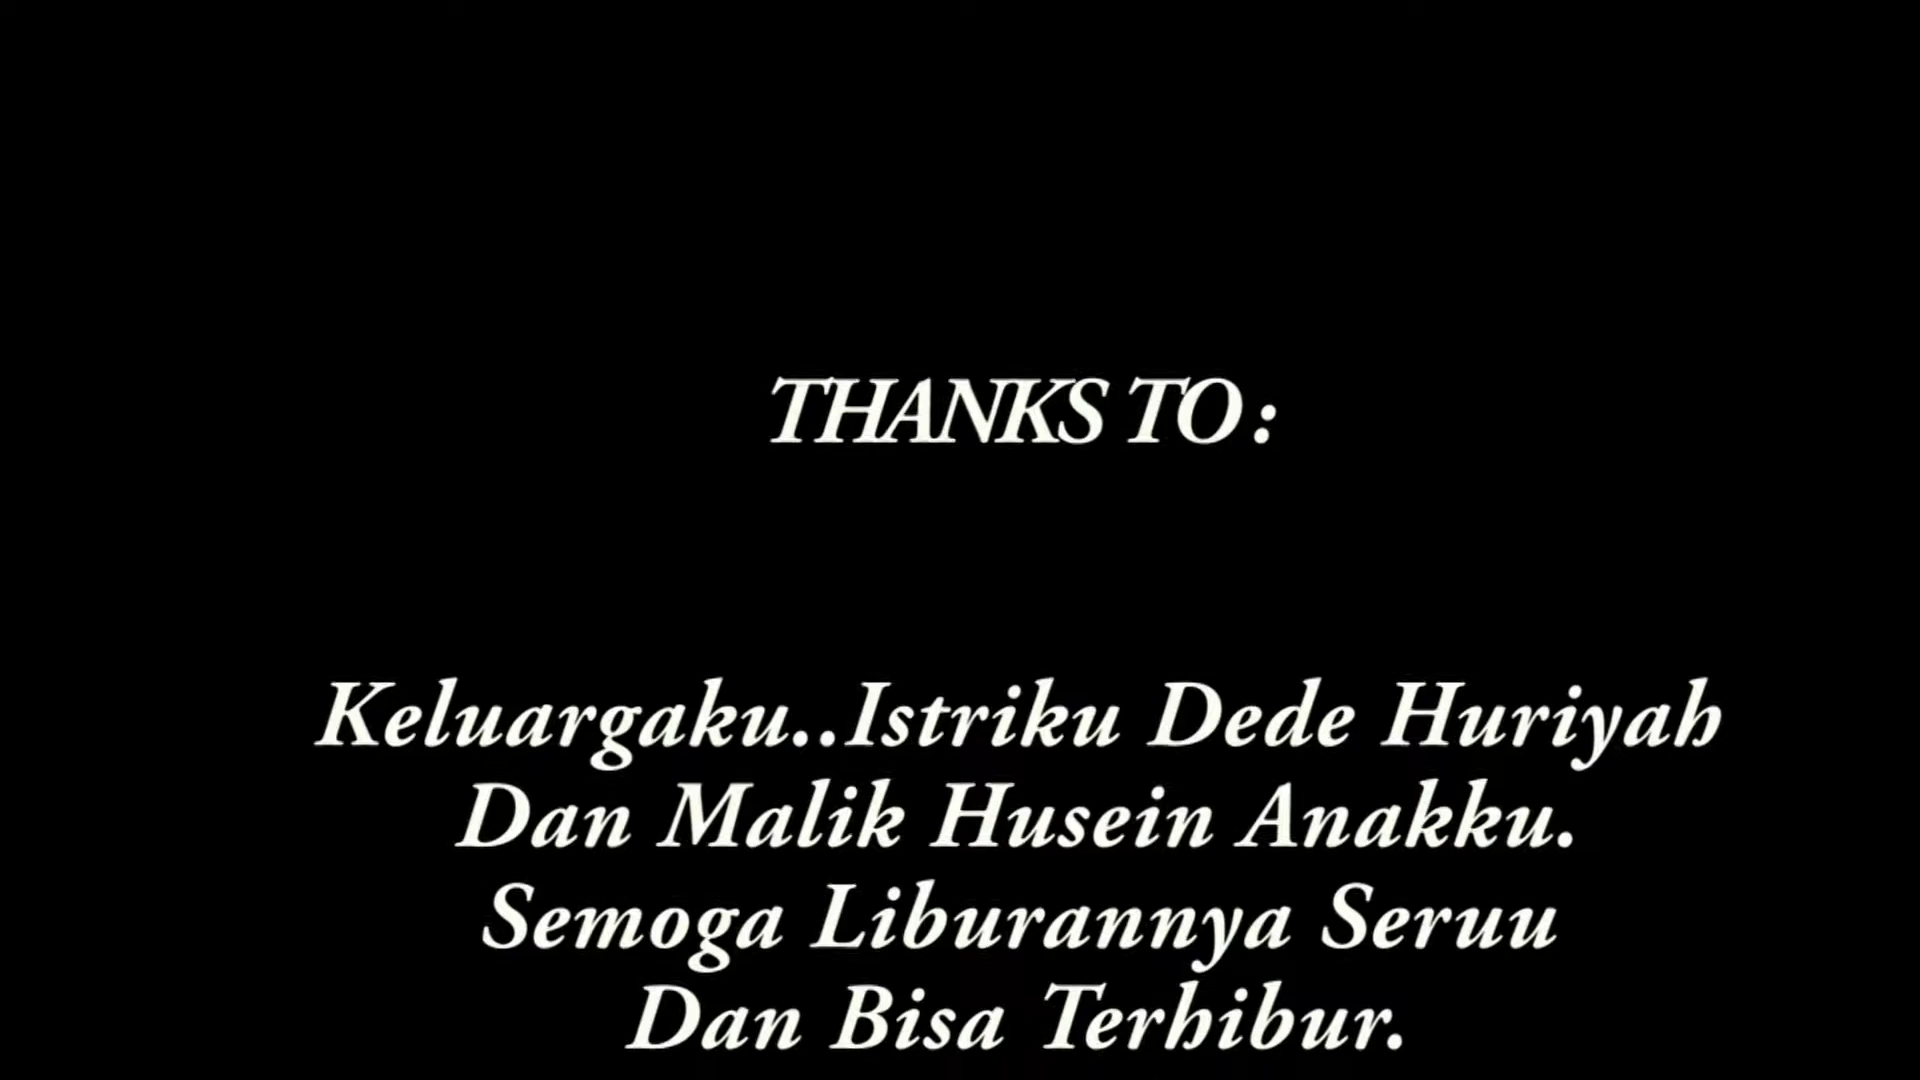 THANKS TO :
Keluargaku..Istriku Dede Huriyah
Dan Malik Husein Anakku.
Semoga Liburannya Seruu
Dan Bisa Terhibur.